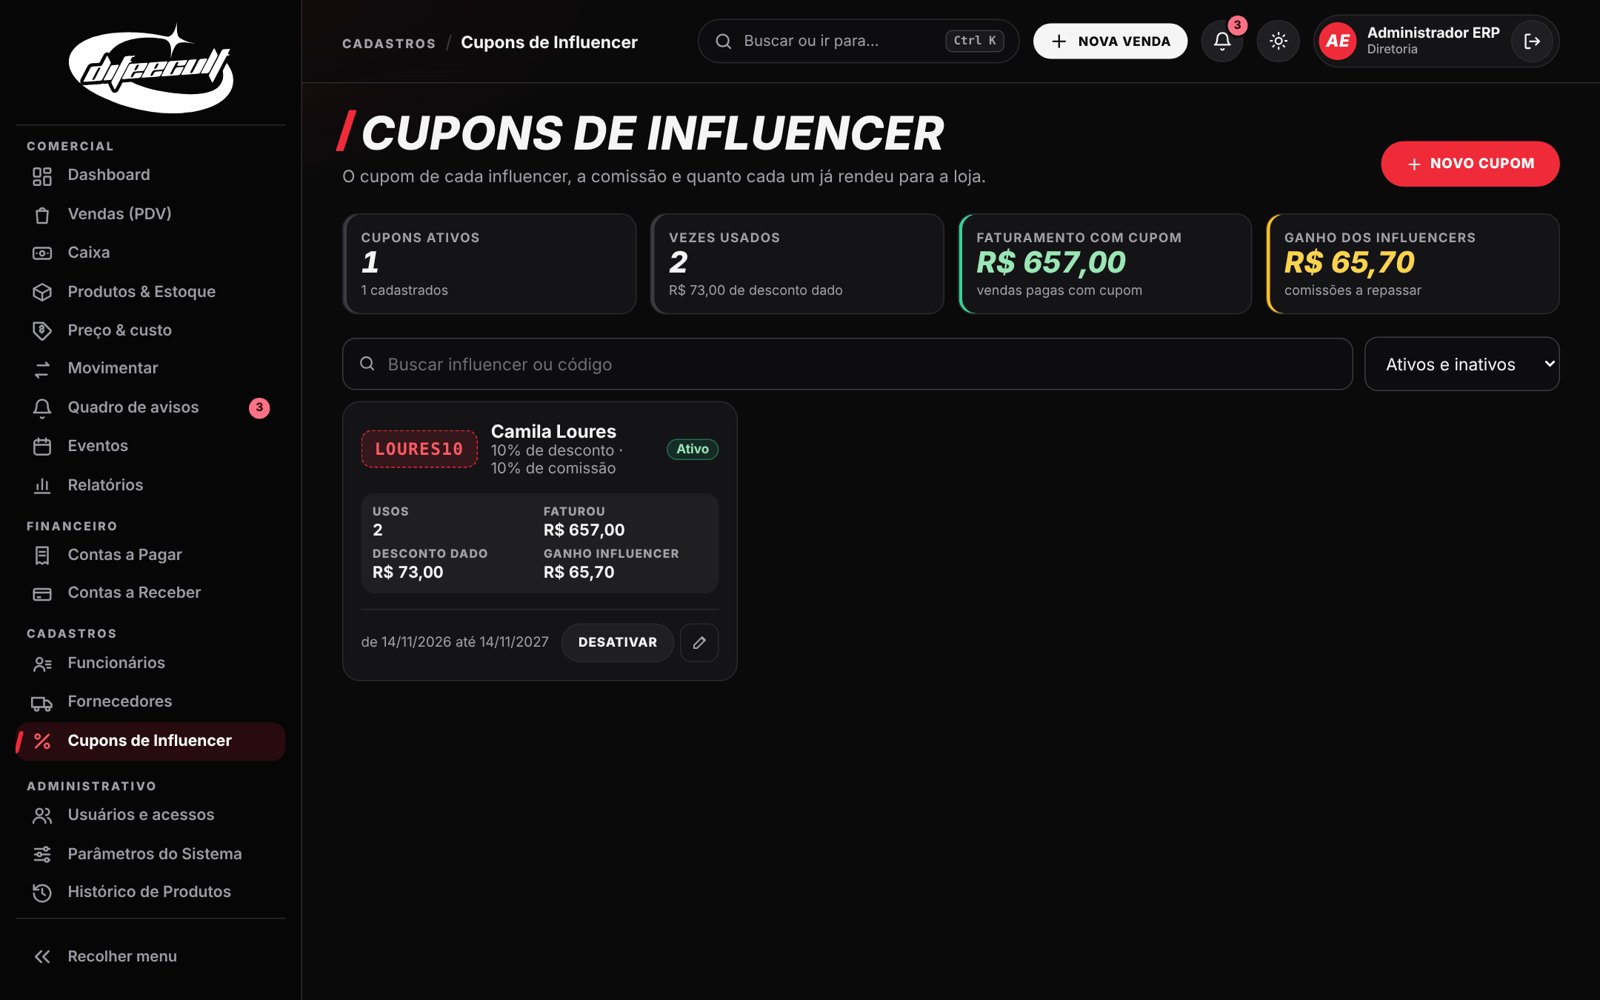 difeecult
COMERCIAL
Dashboard
Vendas (PDV)
Caixa
Produtos & Estoque
Preço & custo
Movimentar
Quadro de avisos 3
Eventos
Relatórios
FINANCEIRO
Contas a Pagar
Contas a Receber
CADASTROS
Funcionários
Fornecedores
Cupons de Influencer
ADMINISTRATIVO
Usuários e acessos
Parâmetros do Sistema
Histórico de Produtos
Recolher menu
CADASTROS / Cupons de Influencer
Buscar ou ir para... Ctrl K
+ NOVA VENDA
3
AE
Administrador ERP
Diretoria
/ CUPONS DE INFLUENCER
O cupom de cada influencer, a comissão e quanto cada um já rendeu para a loja.
+ NOVO CUPOM
CUPONS ATIVOS
1
1 cadastrados
VEZES USADOS
2
R$ 73,00 de desconto dado
FATURAMENTO COM CUPOM
R$ 657,00
vendas pagas com cupom
GANHO DOS INFLUENCERS
R$ 65,70
comissões a repassar
Buscar influencer ou código
Ativos e inativos
LOURES10
Camila Loures
10% de desconto ·
10% de comissão
Ativo
USOS
2
FATUROU
R$ 657,00
DESCONTO DADO
R$ 73,00
GANHO INFLUENCER
R$ 65,70
de 14/11/2026 até 14/11/2027
DESATIVAR